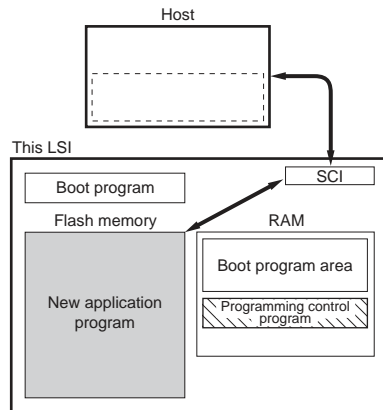 Host
This LSI
SCI
Boot program
Flash memory
RAM
Boot program area
New application
program
Programming control
program